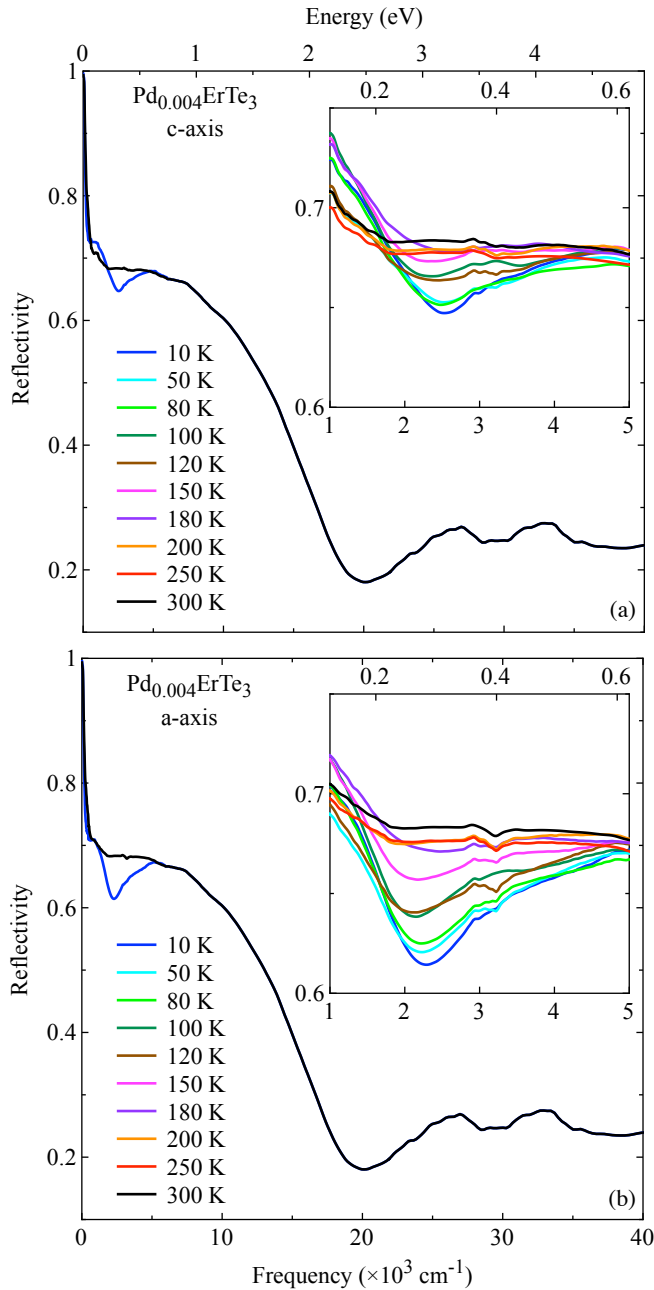 Energy (eV)
0 1 2 3 4
1
0.8
0.6
0.4
0.2
Reflectivity
Pd0.004ErTe3
c-axis
10 K
50 K
80 K
100 K
120 K
150 K
180 K
200 K
250 K
300 K
0.2 0.4 0.6
0.7
0.6
1 2 3 4 5
(a)
1
0.8
0.6
0.4
0.2
Reflectivity
Pd0.004ErTe3
a-axis
10 K
50 K
80 K
100 K
120 K
150 K
180 K
200 K
250 K
300 K
0.2 0.4 0.6
0.7
0.6
1 2 3 4 5
(b)
0 10 20 30 40
Frequency (×10³ cm⁻¹)